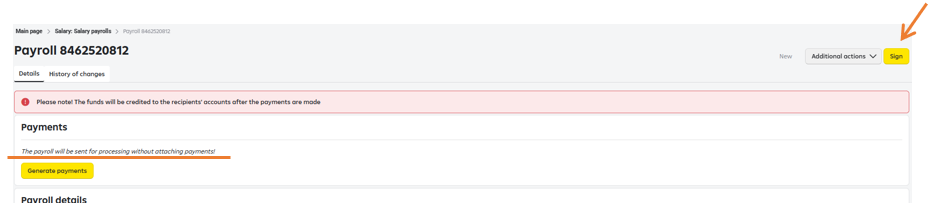 Main page > Salary: Salary payrolls > Payroll 8462520812
Payroll 8462520812
New Additional actions Sign
Details History of changes
Please note! The funds will be credited to the recipients' accounts after the payments are made
Payments
The payroll will be sent for processing without attaching payments!
Generate payments
Payroll details